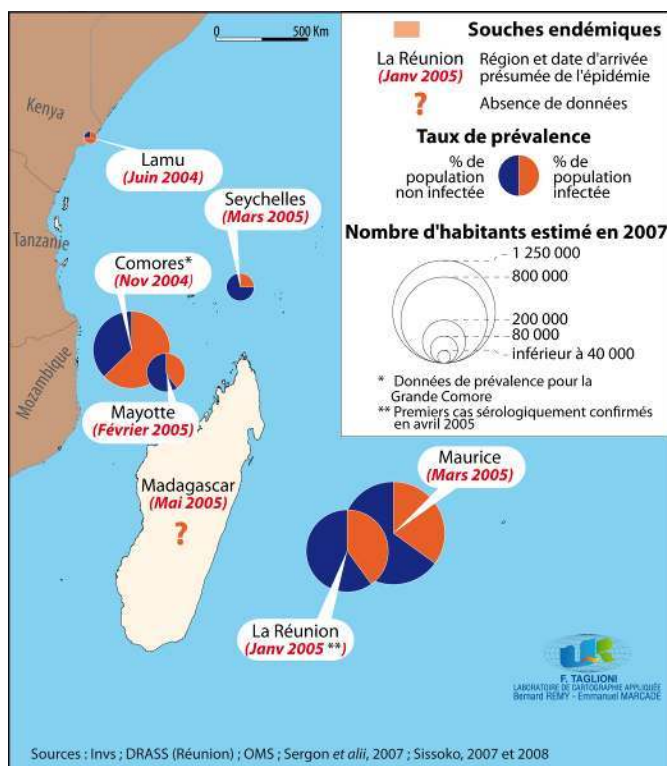 0 500 Km
Kenya
Tanzanie
Mozambique
Lamu
(Juin 2004)
Seychelles
(Mars 2005)
Comores*
(Nov 2004)
Mayotte
(Février 2005)
Madagascar
(Mai 2005)
?
Maurice
(Mars 2005)
La Réunion
(Janv 2005 **)
Souches endémiques
La Réunion
(Janv 2005)
Région et date d'arrivée
présumée de l'épidémie
? Absence de données
Taux de prévalence
% de
population
non infectée
% de
population
infectée
Nombre d'habitants estimé en 2007
1 250 000
800 000
200 000
80 000
inférieur à 40 000
* Données de prévalence pour la
Grande Comore
** Premiers cas sérologiquement confirmés
en avril 2005
F. TAGLIONI
LABORATOIRE DE CARTOGRAPHIE APPLIQUÉE
Bernard REMY - Emmanuel MARCADE
Sources : Invs ; DRASS (Réunion) ; OMS ; Sergon et alii, 2007 ; Sissoko, 2007 et 2008